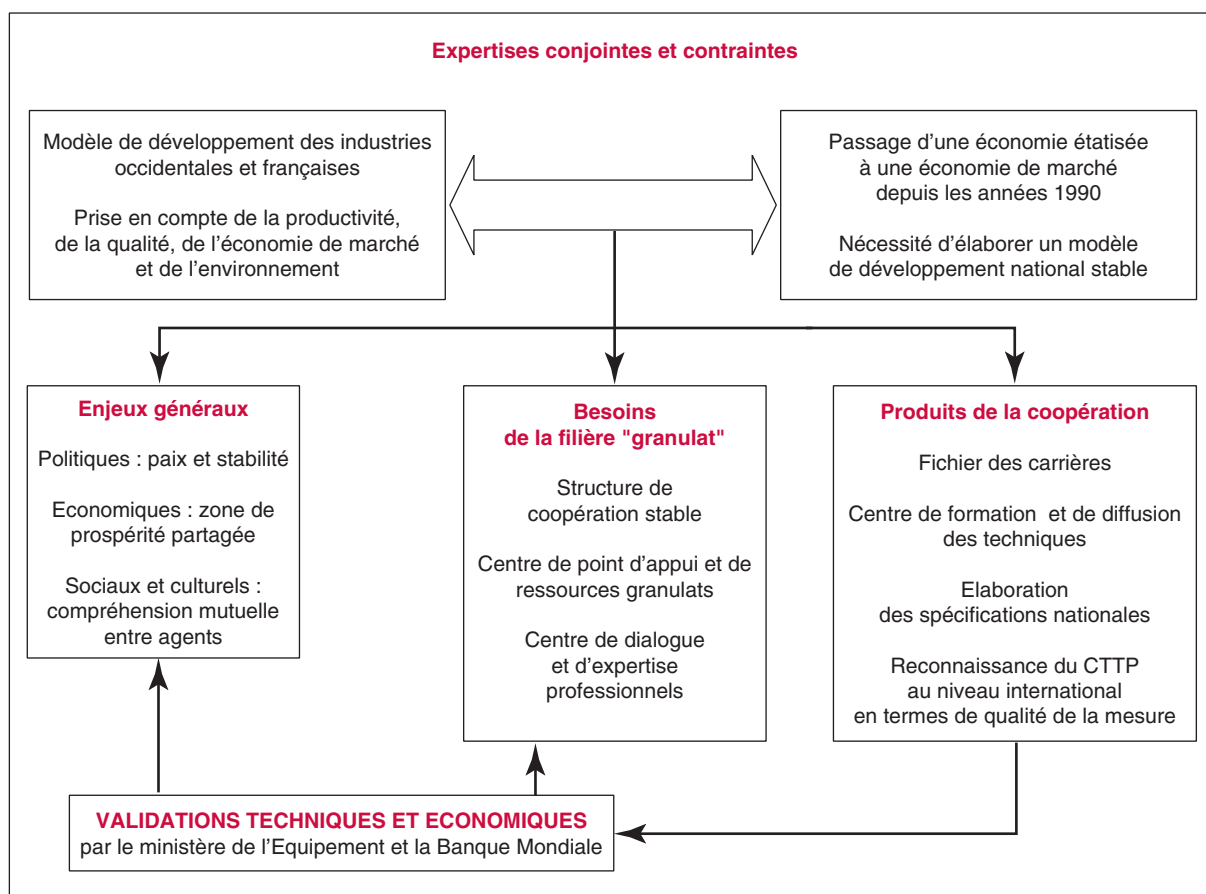 Expertises conjointes et contraintes
Modèle de développement des industries
occidentales et françaises
Prise en compte de la productivité,
de la qualité, de l'économie de marché
et de l'environnement
Passage d'une économie étatisée
à une économie de marché
depuis les années 1990
Nécessité d'élaborer un modèle
de développement national stable
Enjeux généraux
Politiques : paix et stabilité
Economiques : zone de
prospérité partagée
Sociaux et culturels :
compréhension mutuelle
entre agents
Besoins
de la filière "granulat"
Structure de
coopération stable
Centre de point d'appui et de
ressources granulats
Centre de dialogue
et d'expertise
professionnels
Produits de la coopération
Fichier des carrières
Centre de formation et de diffusion
des techniques
Elaboration
des spécifications nationales
Reconnaissance du CTTP
au niveau international
en termes de qualité de la mesure
VALIDATIONS TECHNIQUES ET ECONOMIQUES
par le ministère de l'Equipement et la Banque Mondiale